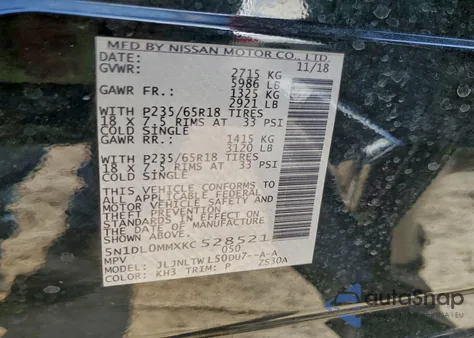 MFD BY NISSAN MOTOR CO., LTD.
DATE: 11/18
GVWR: 2715 KG
5986 LB
GAWR FR.: 1325 KG
2921 LB
WITH P235/65R18 TIRES
18 X 7.5 RIMS AT 33 PSI
COLD SINGLE
GAWR RR.: 1415 KG
3120 LB
WITH P235/65R18 TIRES
18 X 7.5 RIMS AT 33 PSI
COLD SINGLE
THIS VEHICLE CONFORMS TO
ALL APPLICABLE FEDERAL
MOTOR VEHICLE SAFETY AND
THEFT PREVENTION
STANDARDS IN EFFECT ON THE
DATE OF MANUFACTURE
5N1DL0MMXKC 528521
MPV 050
MODEL: JLJNLTWL50DU7--A-A
COLOR: KH3 TRIM: P ZS30A
autoSnap